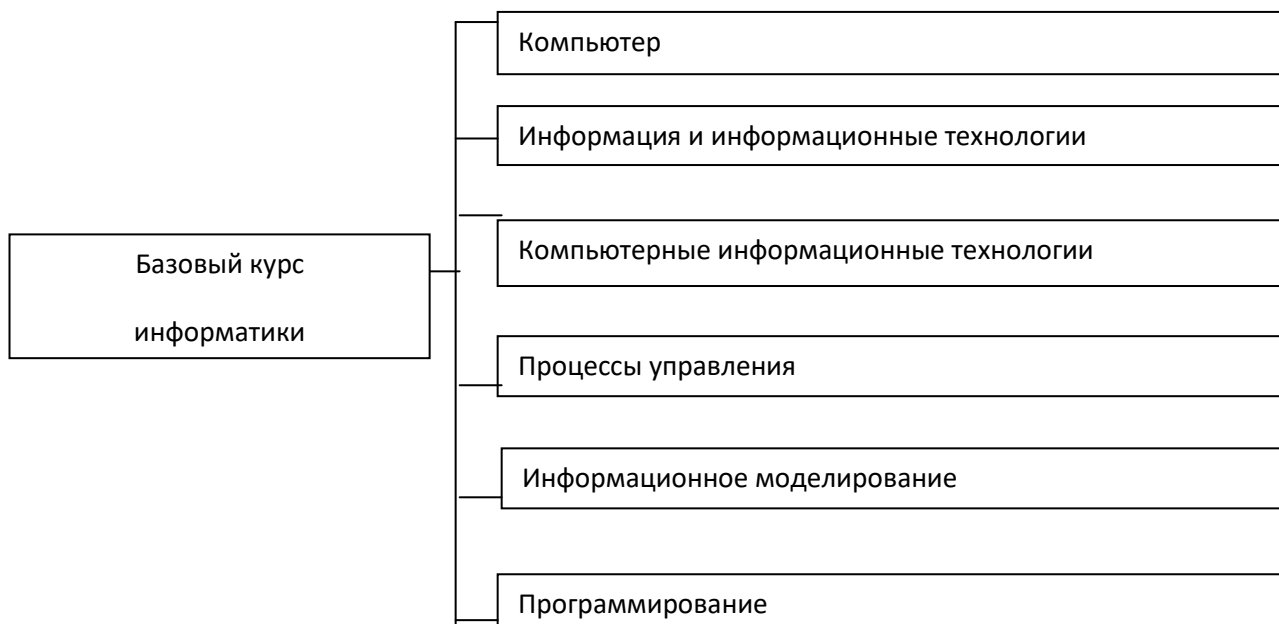 Компьютер
Информация и информационные технологии
Компьютерные информационные технологии
Базовый курс
информатики
Процессы управления
Информационное моделирование
Программирование